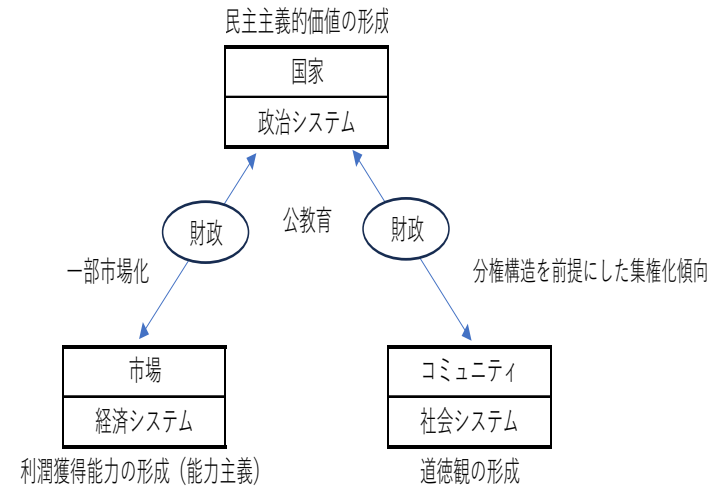 民主主義的価値の形成
国家
政治システム
財政
公教育
財政
一部市場化
分権構造を前提にした集権化傾向
市場
経済システム
利潤獲得能力の形成（能力主義）
コミュニティ
社会システム
道徳観の形成